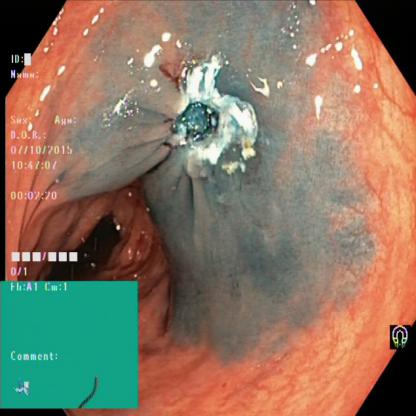 ID:
Name:
Sex: Age:
D.O.B.:
07/10/2015
10:47:07
00:02:20
■■■/■■■
0/1
Eh:A1 Cm:1
Comment: